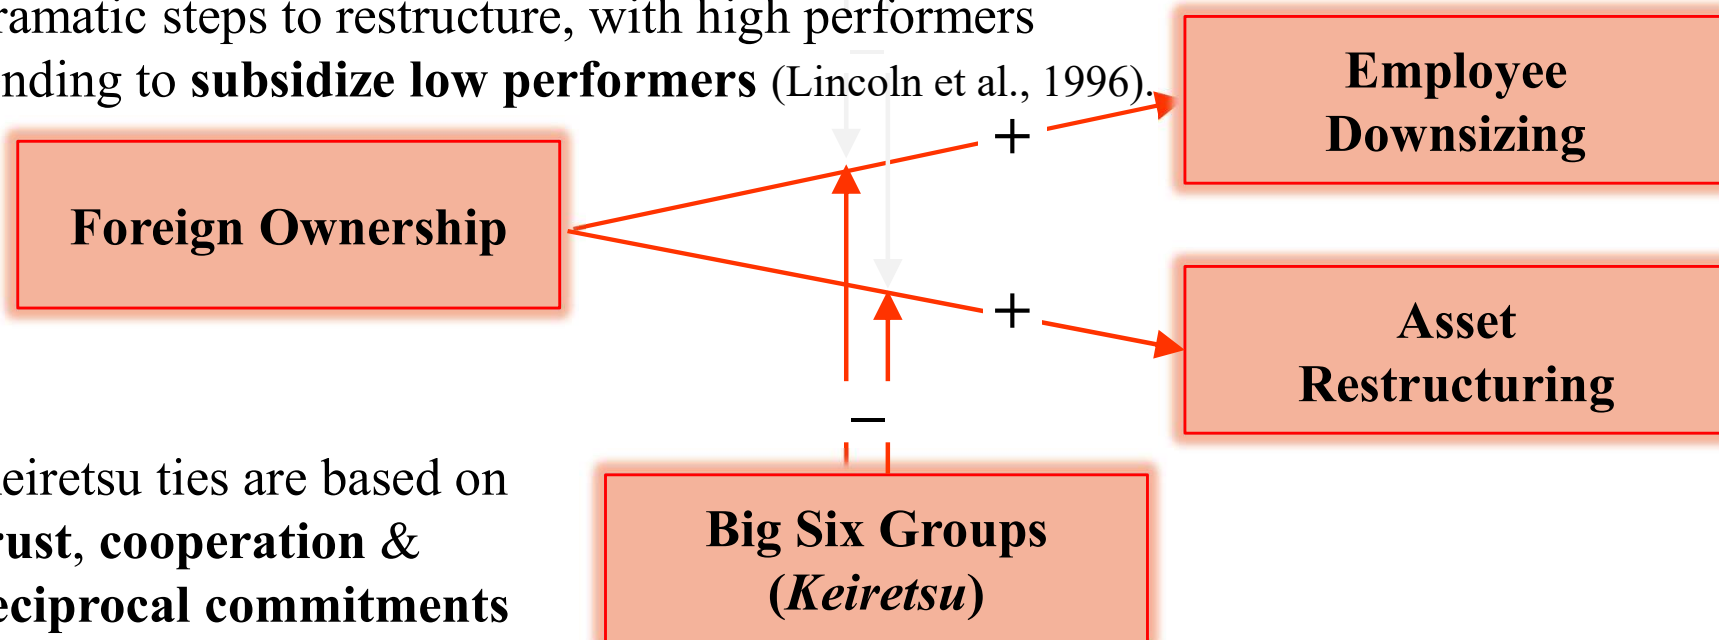 ramatic steps to restructure, with high performers
nding to subsidize low performers (Lincoln et al., 1996).
Employee
Downsizing
+
Foreign Ownership
+
Asset
Restructuring
–
eiretsu ties are based on
rust, cooperation &
eciprocal commitments
Big Six Groups
(Keiretsu)